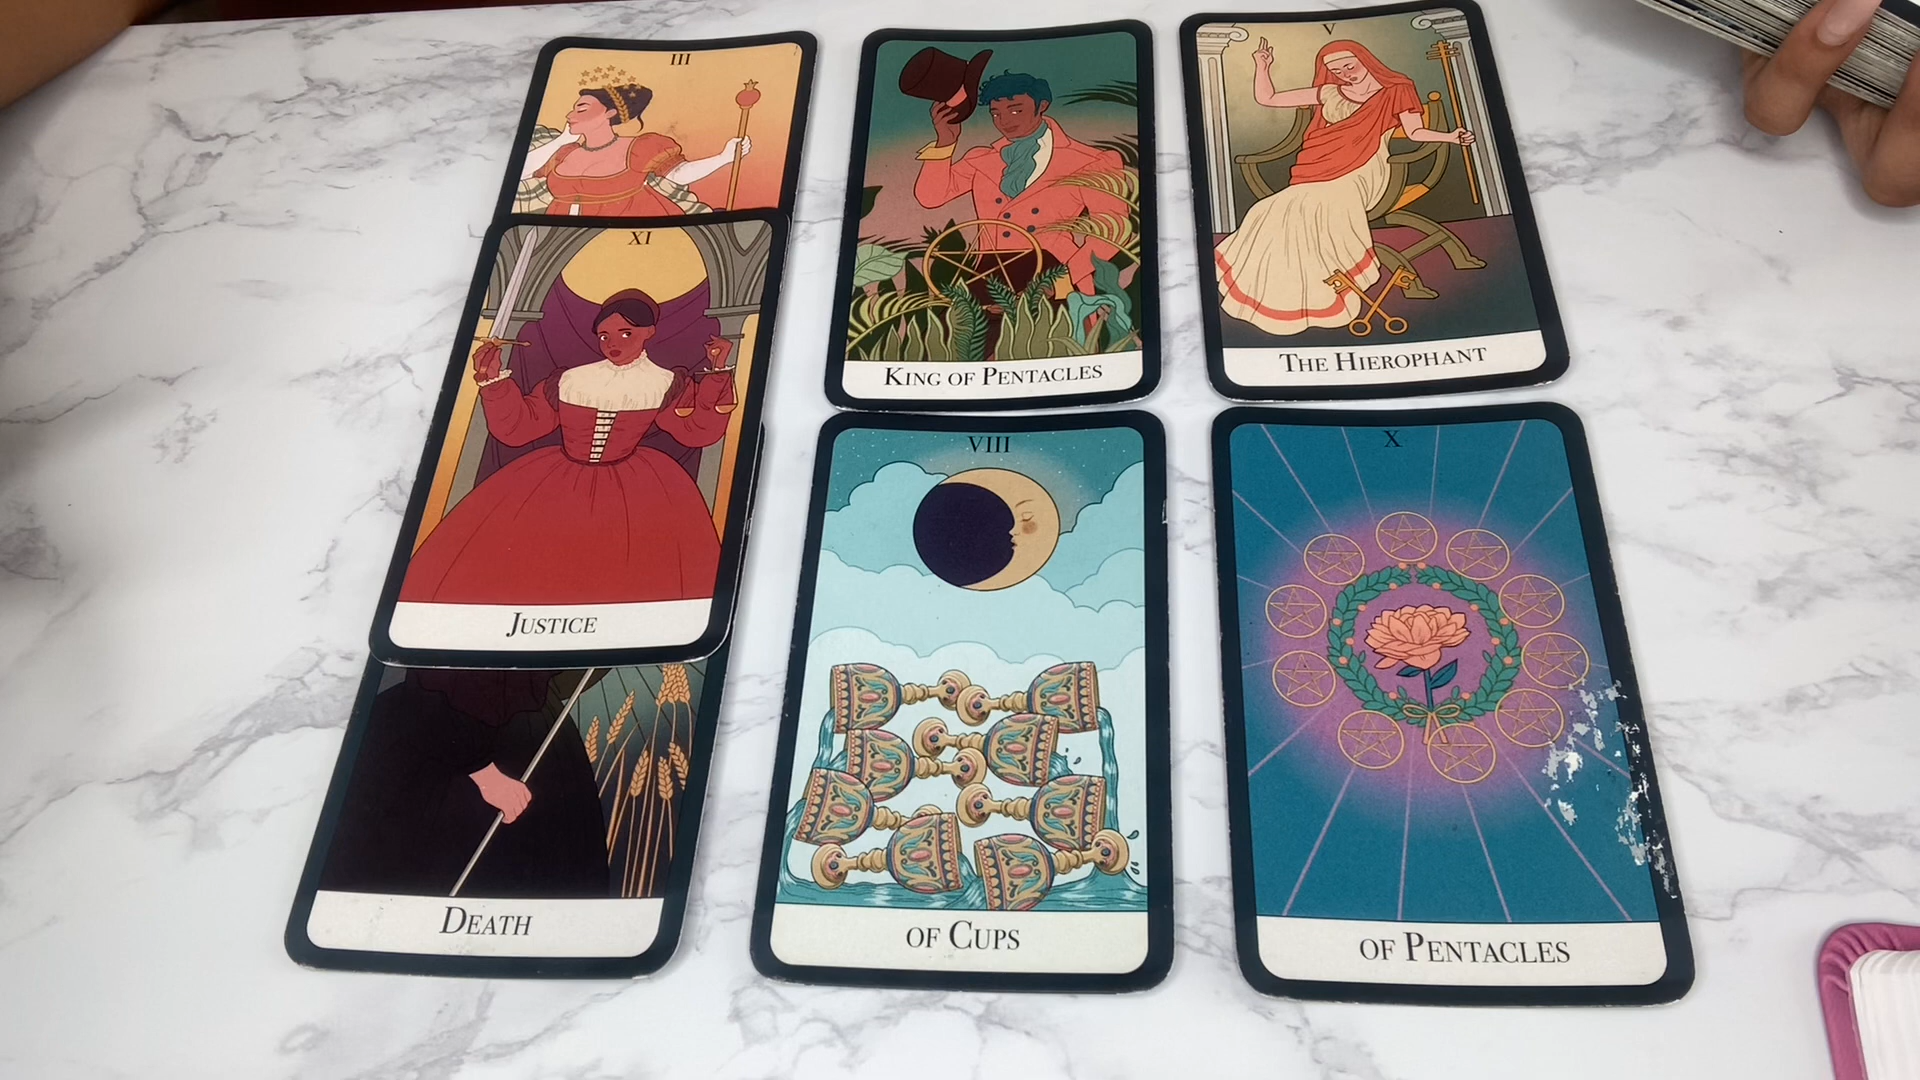 III
XI
JUSTICE
DEATH
KING OF PENTACLES
VIII
OF CUPS
V
THE HIEROPHANT
X
OF PENTACLES